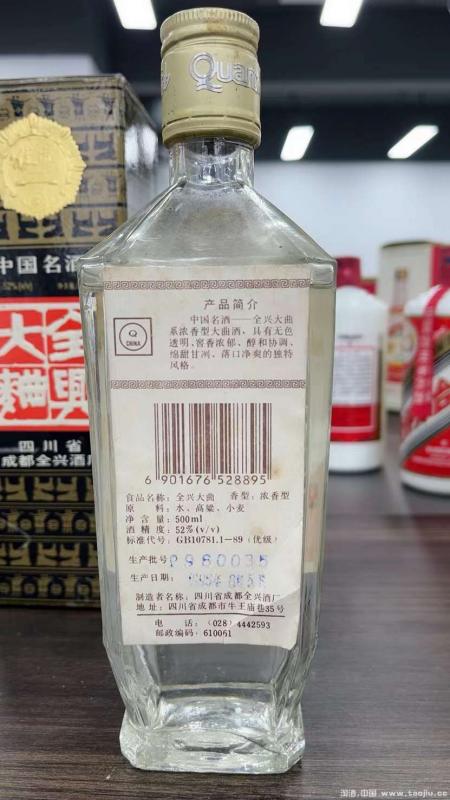 Quan
中国名酒
52%(v
全兴
大曲
四川省
成都全兴酒厂
产品简介
中国名酒——全兴大曲
系浓香型大曲酒、具有无色
透明、窖香浓郁、醇和协调、
绵甜甘冽、落口净爽的独特
风格。
Q
CHINA
6 901676 528895
食品名称：全兴大曲 香型：浓香型
原 料：水、高粱、小麦
净 含 量：500ml
酒 精 度：52%(v/v)
标准代号：GB10781.1-89（优级）
生产批号：P980035
生产日期：
制造者名称：四川省成都全兴酒厂
地 址：四川省成都市牛王庙巷35号
电 话：（028）4442593
邮政编码：610061
淘酒.中国 www.taojiu.cc